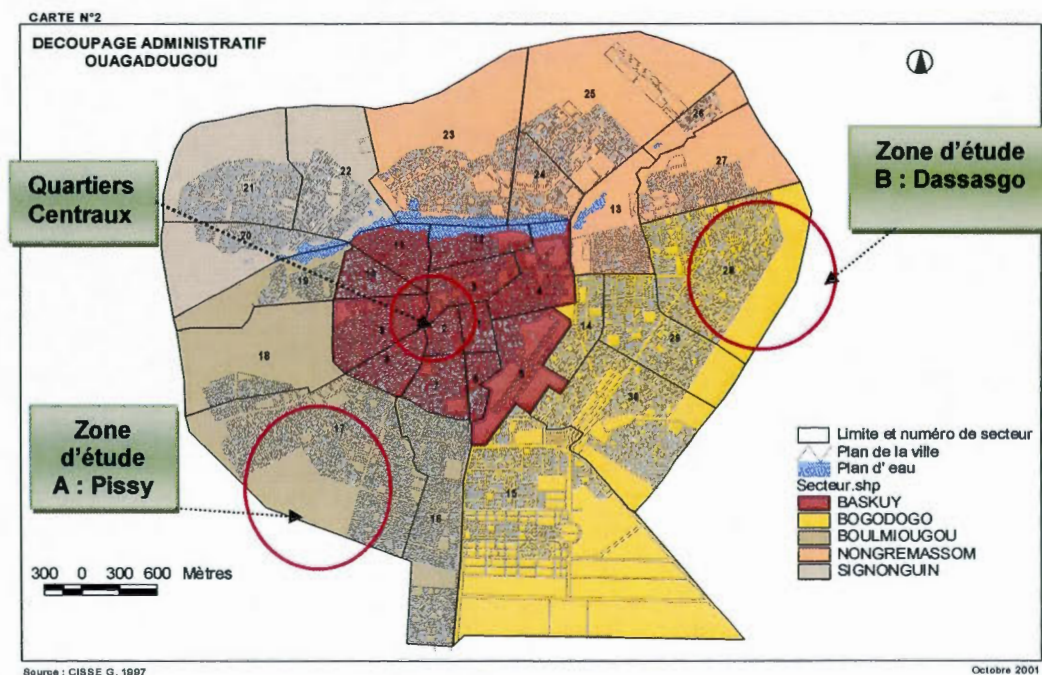 CARTE N°2
DECOUPAGE ADMINISTRATIF
OUAGADOUGOU
Quartiers
Centraux
Zone d'étude
B : Dassasgo
Zone
d'étude
A : Pissy
25
26
23
24
27
22
21
13
20
19
18
14
17
15
16
30
Limite et numéro de secteur
Plan de la ville
Plan d' eau
Secteur.shp
BASKUY
BOGODOGO
BOULMIOUGOU
NONGREMASSOM
SIGNONGUIN
300 0 300 600 Mètres
Source : CISSE G. 1997
Octobre 2001